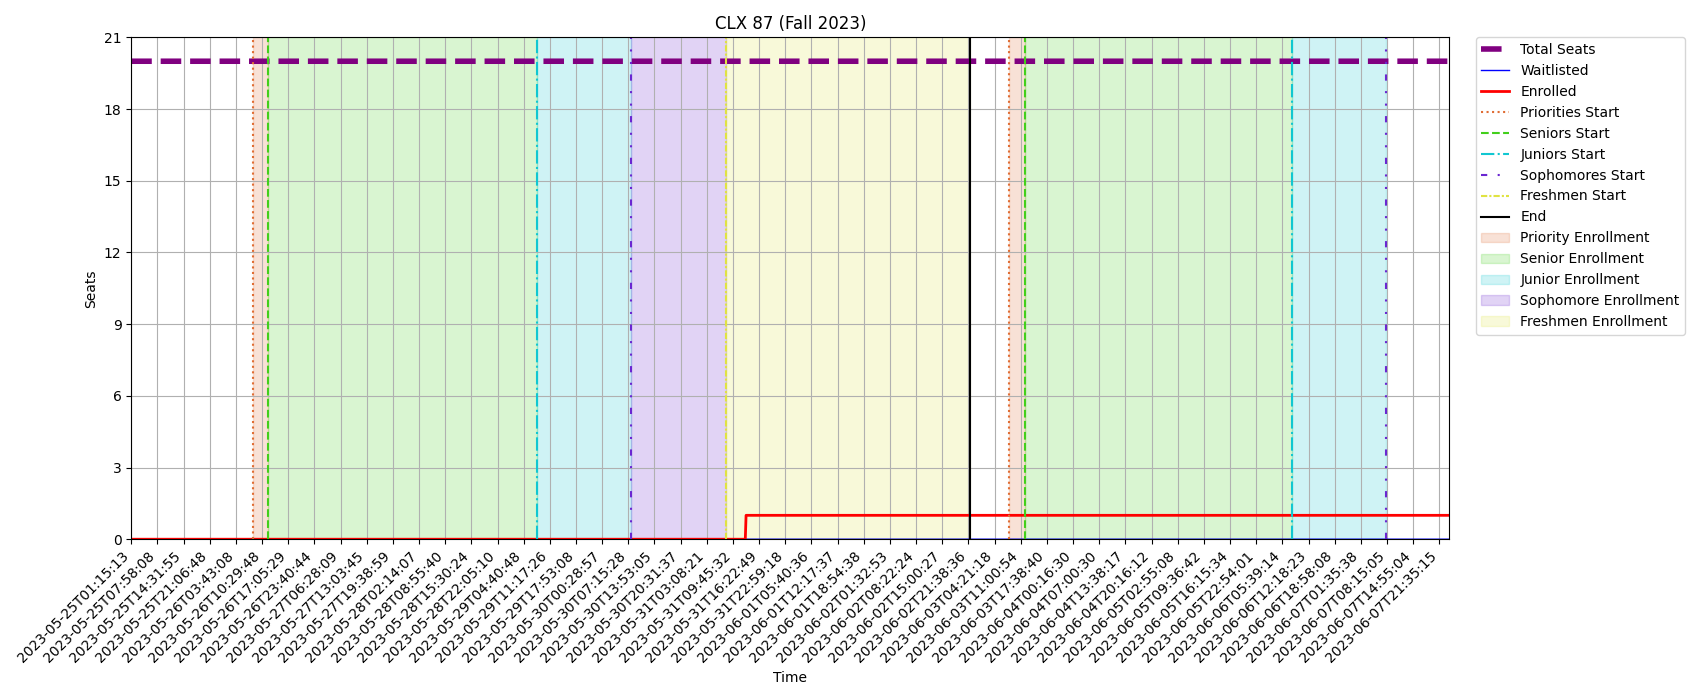 CLX 87 (Fall 2023)
21
18
15
12
9
6
3
0
Seats
2023-05-25T01:15:13
2023-05-25T07:58:08
2023-05-25T14:31:55
2023-05-25T21:06:48
2023-05-26T03:43:08
2023-05-26T10:29:48
2023-05-26T17:05:29
2023-05-26T23:40:44
2023-05-27T06:28:09
2023-05-27T13:03:45
2023-05-27T19:38:59
2023-05-28T02:14:07
2023-05-28T08:55:40
2023-05-28T15:30:24
2023-05-28T22:05:10
2023-05-29T04:40:48
2023-05-29T11:17:26
2023-05-29T17:53:08
2023-05-30T00:28:57
2023-05-30T07:15:28
2023-05-30T13:53:05
2023-05-30T20:31:37
2023-05-31T03:08:21
2023-05-31T09:45:32
2023-05-31T16:22:49
2023-05-31T22:59:18
2023-06-01T05:40:36
2023-06-01T12:17:37
2023-06-01T18:54:38
2023-06-02T01:32:53
2023-06-02T08:22:24
2023-06-02T15:00:27
2023-06-02T21:38:36
2023-06-03T04:21:18
2023-06-03T11:00:54
2023-06-03T17:38:40
2023-06-04T00:16:30
2023-06-04T07:00:30
2023-06-04T13:38:17
2023-06-04T20:16:12
2023-06-05T02:55:08
2023-06-05T09:36:42
2023-06-05T16:15:34
2023-06-05T22:54:01
2023-06-06T05:39:14
2023-06-06T12:18:23
2023-06-06T18:58:08
2023-06-07T01:35:38
2023-06-07T08:15:05
2023-06-07T14:55:04
2023-06-07T21:35:15
Time
Total Seats
Waitlisted
Enrolled
Priorities Start
Seniors Start
Juniors Start
Sophomores Start
Freshmen Start
End
Priority Enrollment
Senior Enrollment
Junior Enrollment
Sophomore Enrollment
Freshmen Enrollment